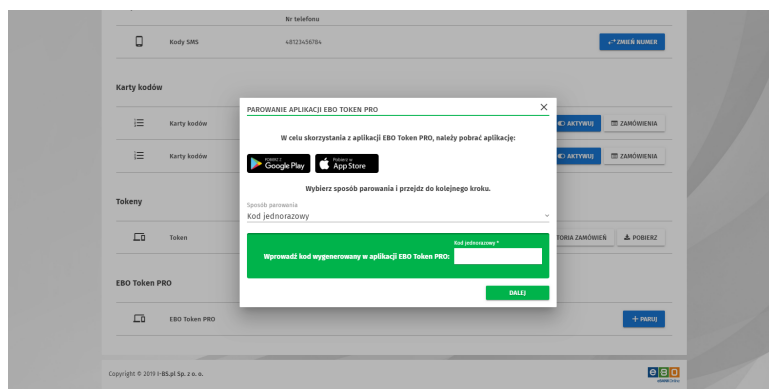 Nr telefonu
Kody SMS
48123456784
ZMIEŃ NUMER
Karty kodów
PAROWANIE APLIKACJI EBO TOKEN PRO
Karty kodów
AKTYWUJ
ZAMÓWIENIA
W celu skorzystania z aplikacji EBO Token PRO, należy pobrać aplikację:
Karty kodów
AKTYWUJ
ZAMÓWIENIA
POBIERZ Z
Google Play
Pobierz w
App Store
Wybierz sposób parowania i przejdź do kolejnego kroku.
Tokeny
Sposób parowania
Kod jednorazowy
Token
TORIA ZAMÓWIEŃ
POBIERZ
Kod jednorazowy *
Wprowadź kod wygenerowany w aplikacji EBO Token PRO:
EBO Token PRO
DALEJ
EBO Token PRO
PARUJ
Copyright © 2019 I-BS.pl Sp. z o. o.
eBO